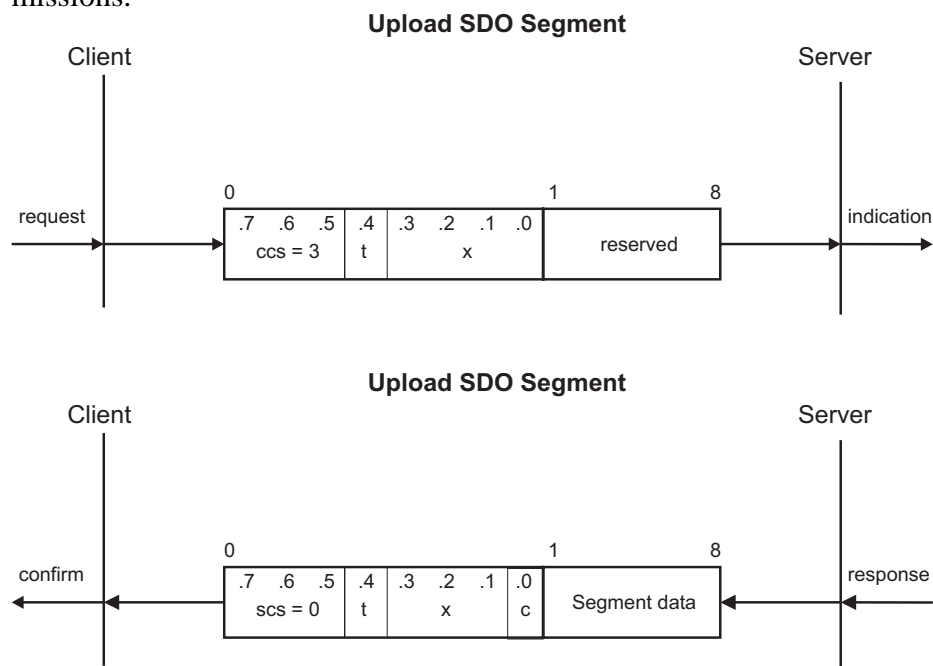 missions.
Upload SDO Segment
Client Server
0 1 8
request .7 .6 .5 .4 .3 .2 .1 .0 indication
ccs = 3 t x reserved
Upload SDO Segment
Client Server
0 1 8
confirm .7 .6 .5 .4 .3 .2 .1 .0 response
scs = 0 t x c Segment data